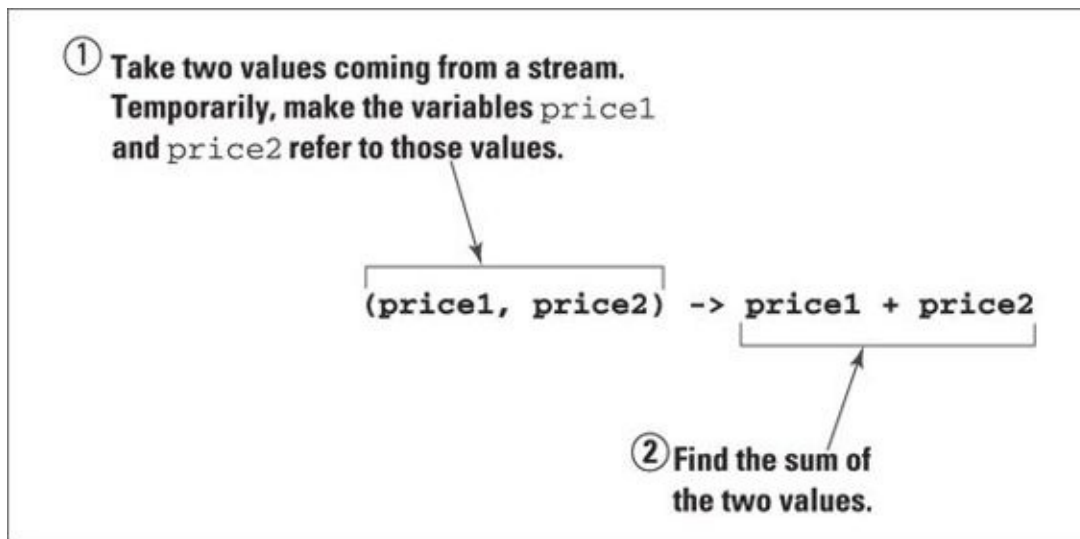 ① Take two values coming from a stream.
Temporarily, make the variables price1
and price2 refer to those values.
(price1, price2) -> price1 + price2
② Find the sum of
the two values.